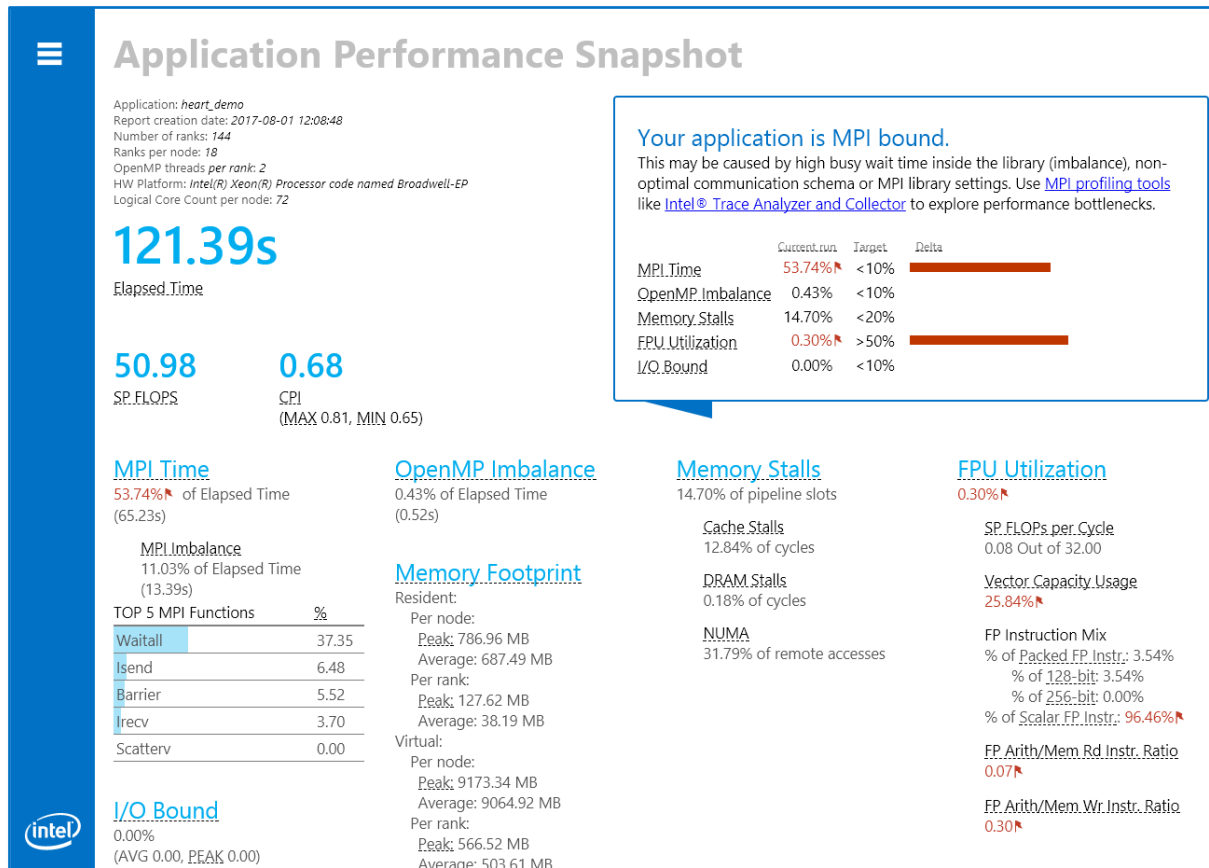 Application Performance Snapshot
Application: heart_demo
Report creation date: 2017-08-01 12:08:48
Number of ranks: 144
Ranks per node: 18
OpenMP threads per rank: 2
HW Platform: Intel(R) Xeon(R) Processor code named Broadwell-EP
Logical Core Count per node: 72
121.39s
Elapsed Time
50.98
SP FLOPS
0.68
CPI
(MAX 0.81, MIN 0.65)
Your application is MPI bound.
This may be caused by high busy wait time inside the library (imbalance), non-
optimal communication schema or MPI library settings. Use MPI profiling tools
like Intel® Trace Analyzer and Collector to explore performance bottlenecks.
Current run Target Delta
MPI Time 53.74% <10%
OpenMP Imbalance 0.43% <10%
Memory Stalls 14.70% <20%
FPU Utilization 0.30% >50%
I/O Bound 0.00% <10%
MPI Time
53.74% of Elapsed Time
(65.23s)
MPI Imbalance
11.03% of Elapsed Time
(13.39s)
TOP 5 MPI Functions %
Waitall 37.35
Isend 6.48
Barrier 5.52
Irecv 3.70
Scatterv 0.00
I/O Bound
0.00%
(AVG 0.00, PEAK 0.00)
OpenMP Imbalance
0.43% of Elapsed Time
(0.52s)
Memory Footprint
Resident:
Per node:
Peak: 786.96 MB
Average: 687.49 MB
Per rank:
Peak: 127.62 MB
Average: 38.19 MB
Virtual:
Per node:
Peak: 9173.34 MB
Average: 9064.92 MB
Per rank:
Peak: 566.52 MB
Average: 503.61 MB
Memory Stalls
14.70% of pipeline slots
Cache Stalls
12.84% of cycles
DRAM Stalls
0.18% of cycles
NUMA
31.79% of remote accesses
FPU Utilization
0.30%
SP FLOPs per Cycle
0.08 Out of 32.00
Vector Capacity Usage
25.84%
FP Instruction Mix
% of Packed FP Instr.: 3.54%
% of 128-bit: 3.54%
% of 256-bit: 0.00%
% of Scalar FP Instr.: 96.46%
FP Arith/Mem Rd Instr. Ratio
0.07
FP Arith/Mem Wr Instr. Ratio
0.30
intel